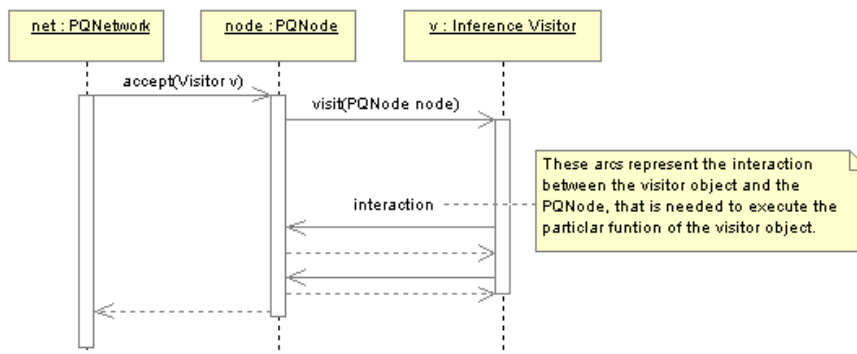 net : PQNetwork
node : PQNode
v : Inference Visitor
accept(Visitor v)
visit(PQNode node)
interaction
These arcs represent the interaction
between the visitor object and the
PQNode, that is needed to execute the
particlar funtion of the visitor object.